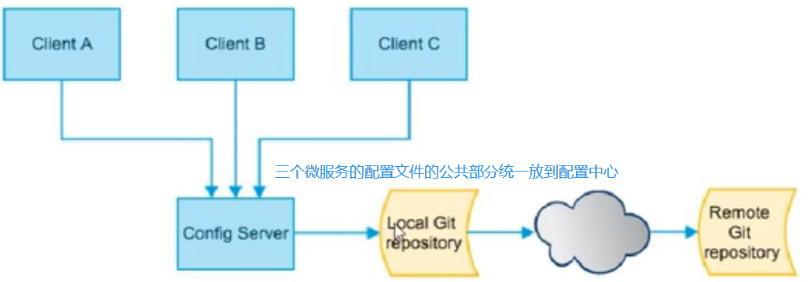 Client A
Client B
Client C
三个微服务的配置文件的公共部分统一放到配置中心
Config Server
Local Git
repository
Remote
Git
repository